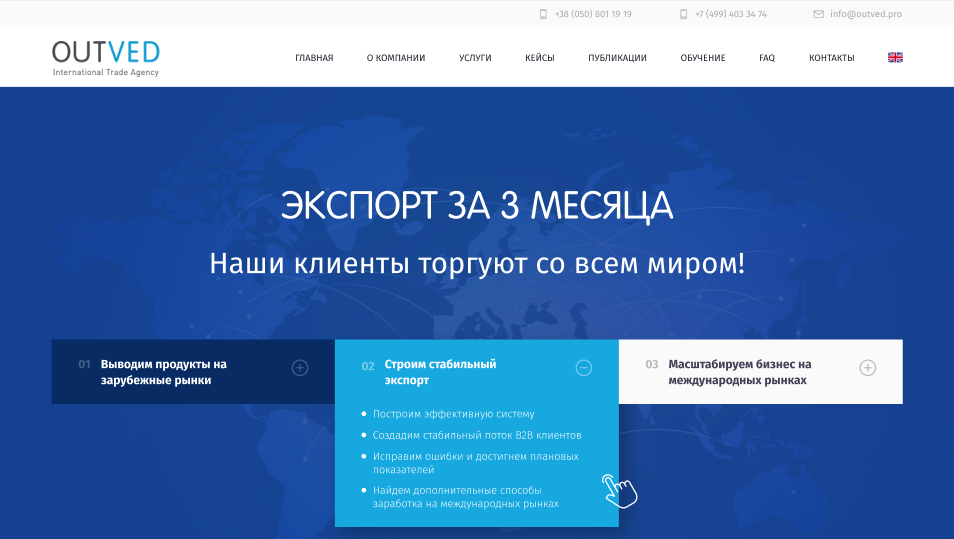 +38 (050) 801 19 19
+7 (499) 403 34 74
info@outved.pro
OUTVED
International Trade Agency
ГЛАВНАЯ
О КОМПАНИИ
УСЛУГИ
КЕЙСЫ
ПУБЛИКАЦИИ
ОБУЧЕНИЕ
FAQ
КОНТАКТЫ
ЭКСПОРТ ЗА 3 МЕСЯЦА
Наши клиенты торгуют со всем миром!
01
Выводим продукты на
зарубежные рынки
02
Строим стабильный
экспорт
Построим эффективную систему
Создадим стабильный поток B2B клиентов
Исправим ошибки и достигнем плановых
показателей
Найдем дополнительные способы
заработка на международных рынках
03
Масштабируем бизнес на
международных рынках